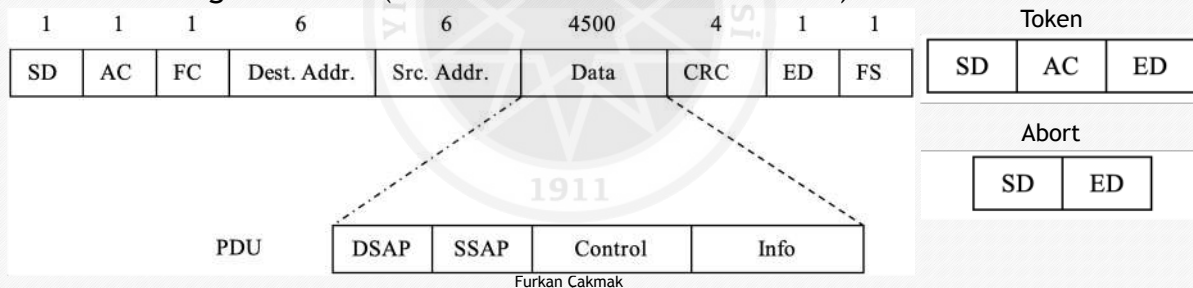 1 1 1 6 6 4500 4 1 1
SD AC FC Dest. Addr. Src. Addr. Data CRC ED FS
Token
SD AC ED
Abort
SD ED
1911
PDU DSAP SSAP Control Info
Furkan Cakmak